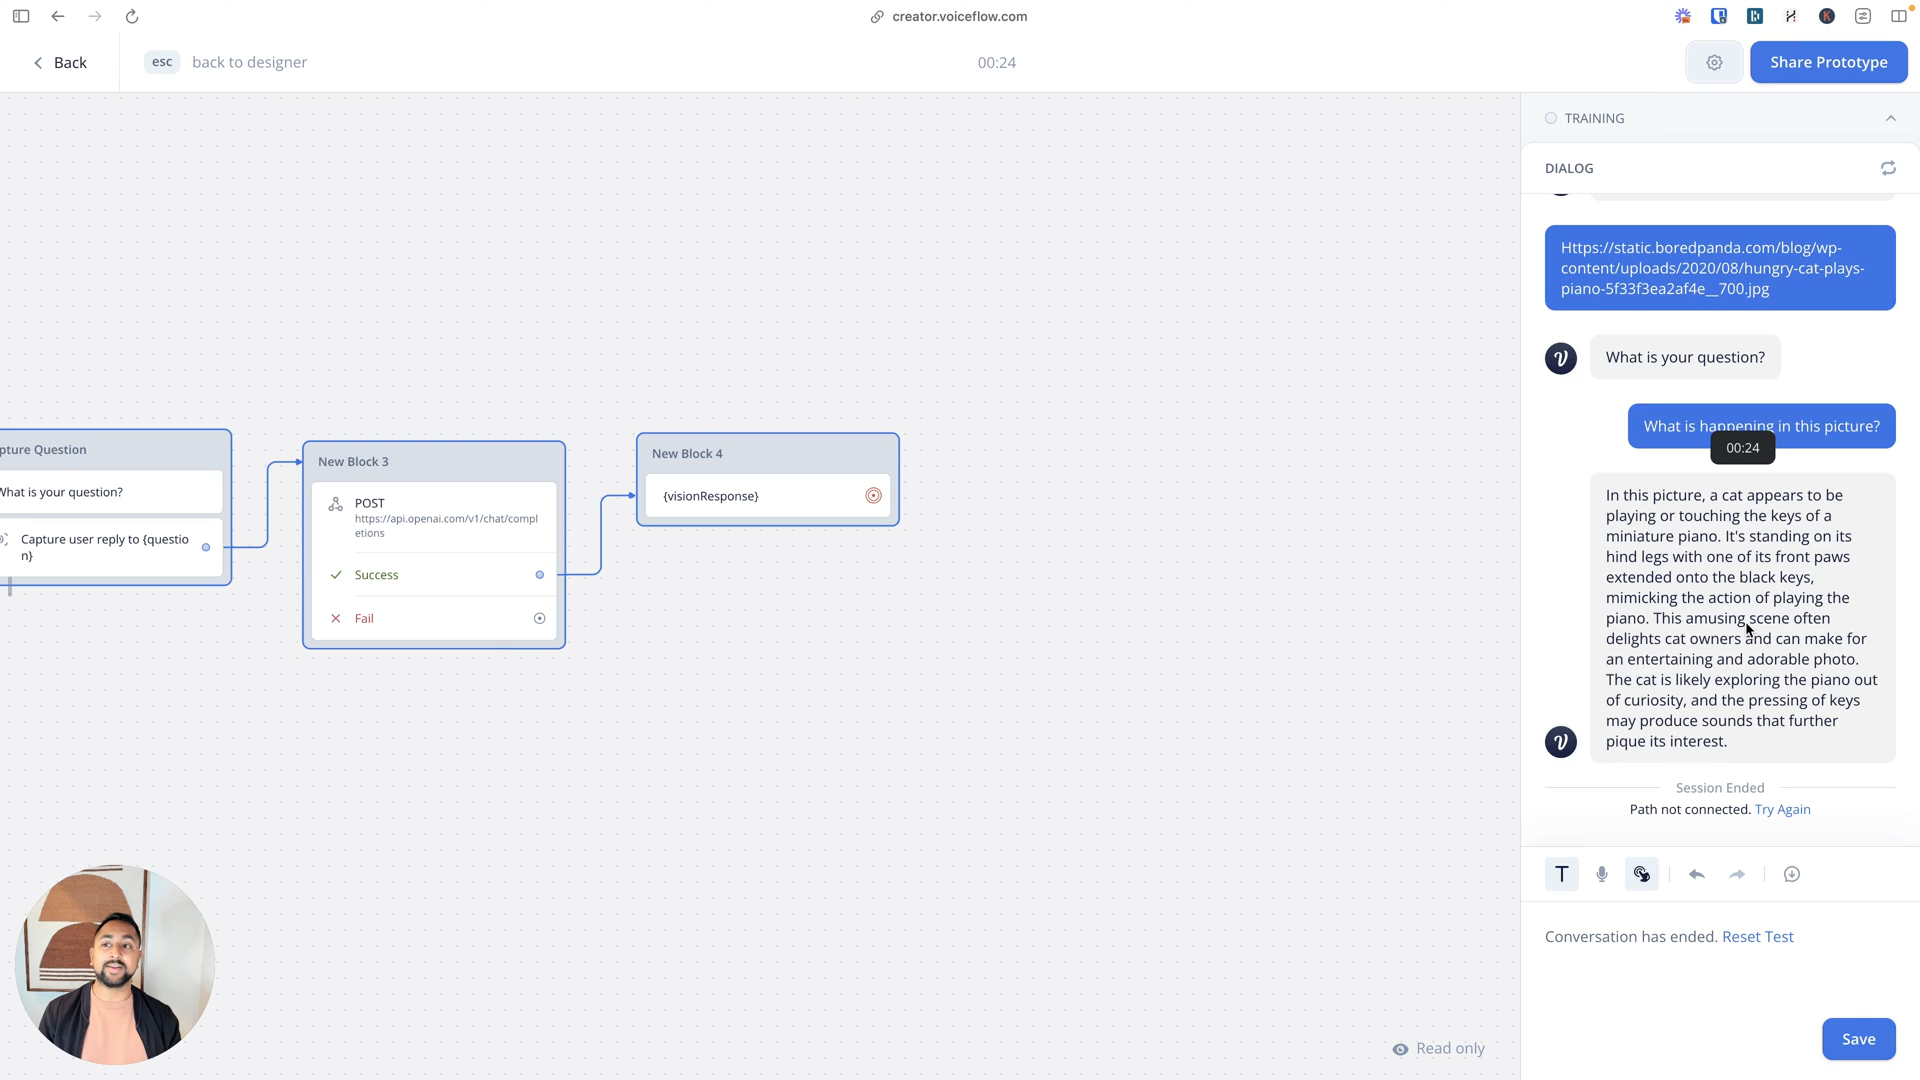 creator.voiceflow.com
Back
esc back to designer
00:24
Share Prototype
pture Question
What is your question?
Capture user reply to {questio
n}
New Block 3
POST
https://api.openai.com/v1/chat/compl
etions
Success
Fail
New Block 4
{visionResponse}
TRAINING
DIALOG
Https://static.boredpanda.com/blog/wp-
content/uploads/2020/08/hungry-cat-plays-
piano-5f33f3ea2af4e__700.jpg
What is your question?
What is happening in this picture?
00:24
In this picture, a cat appears to be
playing or touching the keys of a
miniature piano. It's standing on its
hind legs with one of its front paws
extended onto the black keys,
mimicking the action of playing the
piano. This amusing scene often
delights cat owners and can make for
an entertaining and adorable photo.
The cat is likely exploring the piano out
of curiosity, and the pressing of keys
may produce sounds that further
pique its interest.
Session Ended
Path not connected. Try Again
T
Conversation has ended. Reset Test
Read only
Save